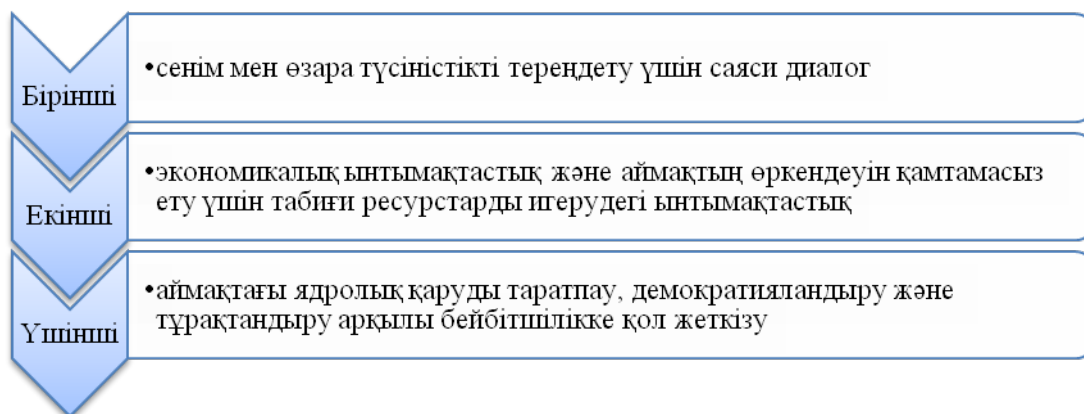 Бірінші
•сенім мен өзара түсіністікті тереңдету үшін саяси диалог
Екінші
•экономикалық ынтымақтастық және аймақтың өркендеуін қамтамасыз
ету үшін табиғи ресурстарды игерудегі ынтымақтастық
Үшінші
•аймақтағы ядролық қаруды таратпау, демократияландыру және
тұрақтандыру арқылы бейбітшілікке қол жеткізу